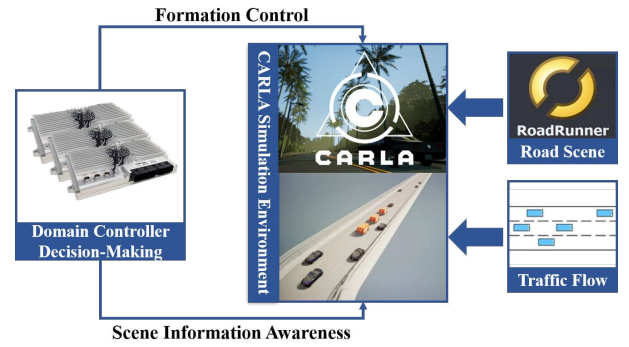 Formation Control
Domain Controller
Decision-Making
CARLA Simulation Environment
CARLA
RoadRunner
Road Scene
Traffic Flow
Scene Information Awareness